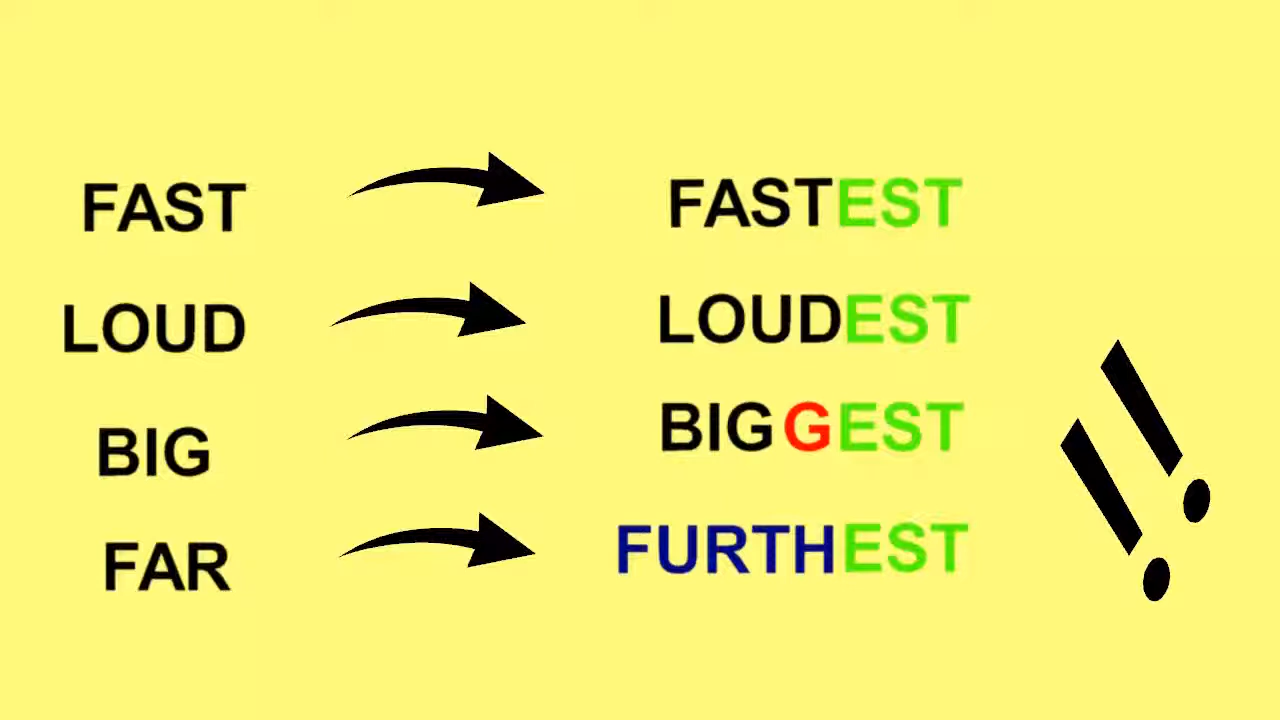 FAST FASTEST
LOUD LOUDEST
BIG BIGGEST
FAR FURTHEST
!!